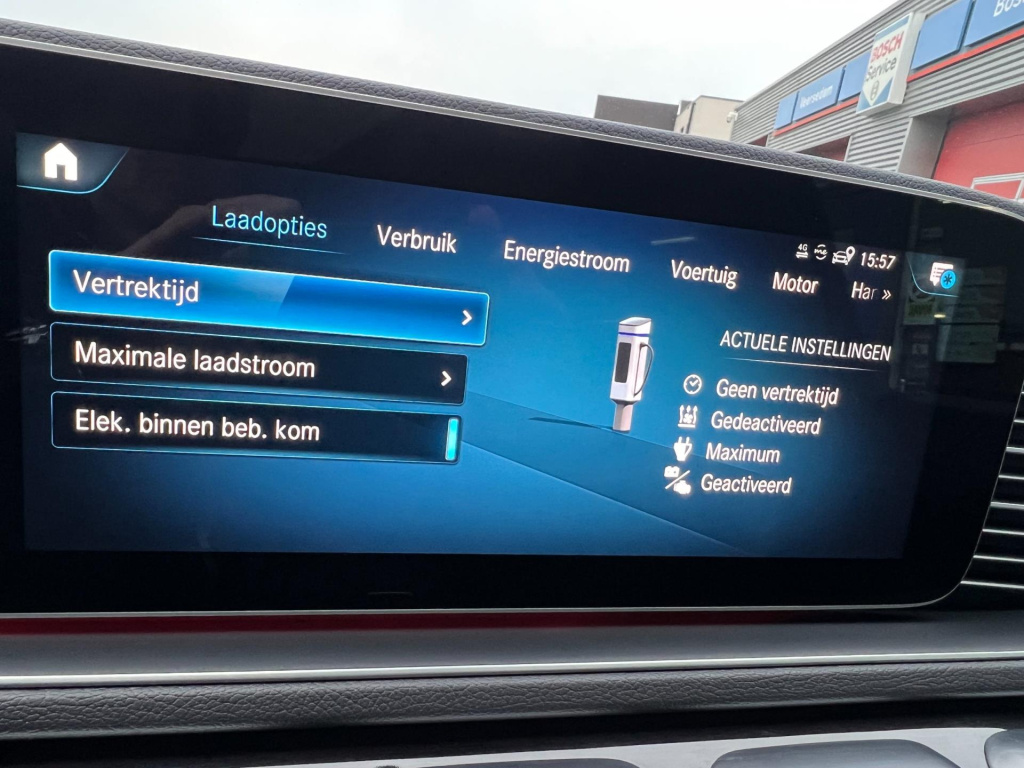 BOSCH
Service
Laadopties
Verbruik
Energiestroom
Voertuig
Motor
Har »
4G
15:57
Vertrektijd
Maximale laadstroom
Elek. binnen beb. kom
ACTUELE INSTELLINGEN
Geen vertrektijd
Gedeactiveerd
Maximum
Geactiveerd